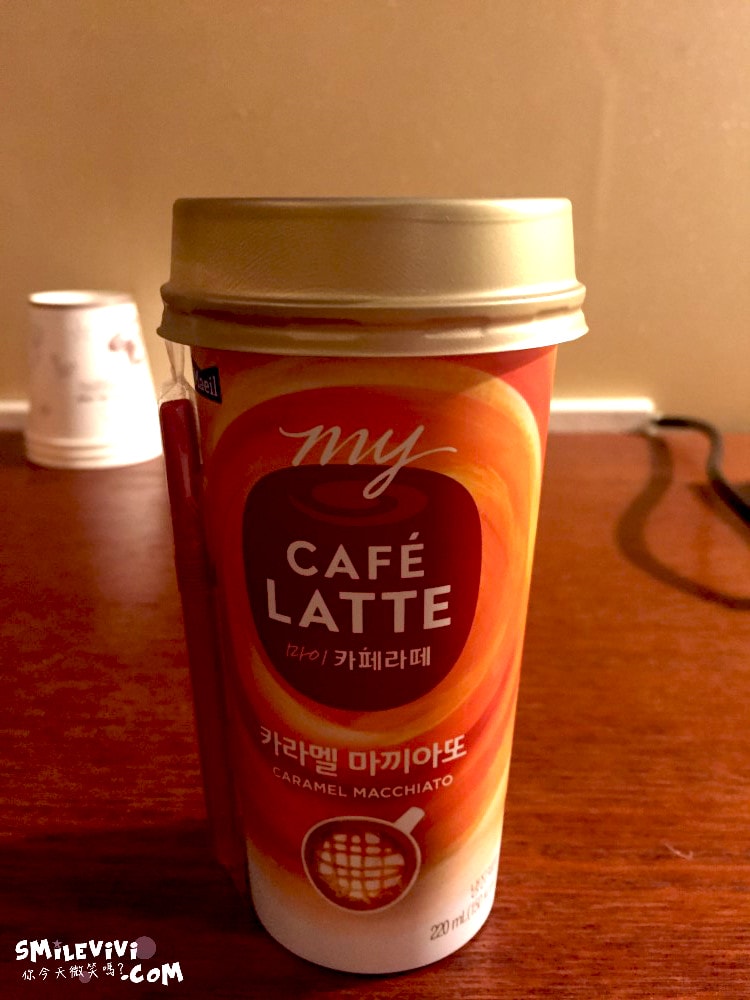 my
CAFÉ
LATTE
마이 카페라떼
카라멜 마끼아또
CARAMEL MACCHIATO
220 mL
SMILEVIVI
你今天微笑嗎?
.COM